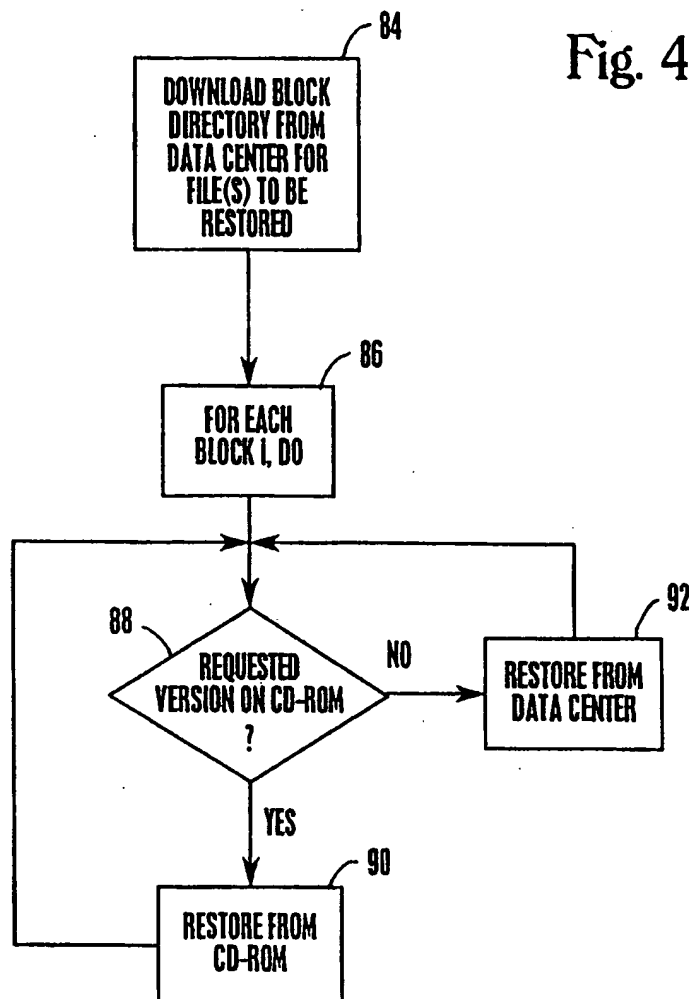 84
Fig. 4
DOWNLOAD BLOCK
DIRECTORY FROM
DATA CENTER FOR
FILE(S) TO BE
RESTORED
86
FOR EACH
BLOCK I, DO
88
REQUESTED
VERSION ON CD-ROM
?
NO
92
RESTORE FROM
DATA CENTER
YES
90
RESTORE FROM
CD-ROM